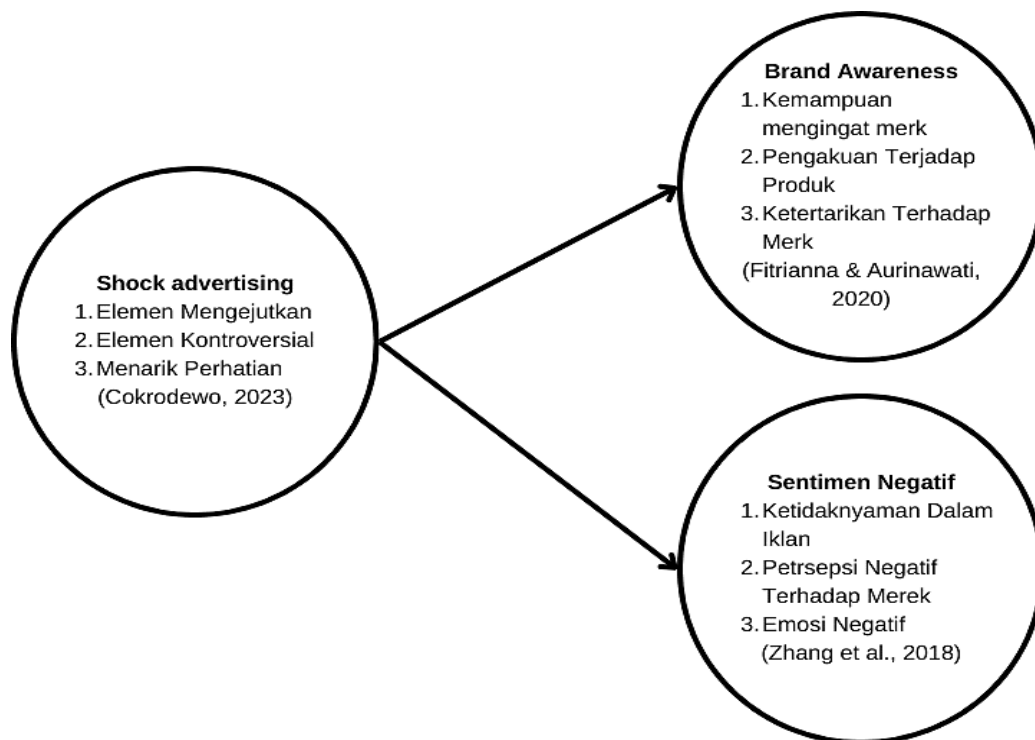 Shock advertising
1. Elemen Mengejutkan
2. Elemen Kontroversial
3. Menarik Perhatian
(Cokrodewo, 2023)
Brand Awareness
1. Kemampuan
mengingat merk
2. Pengakuan Terjadap
Produk
3. Ketertarikan Terhadap
Merk
(Fitrianna & Aurinawati,
2020)
Sentimen Negatif
1. Ketidaknyaman Dalam
Iklan
2. Petrsepsi Negatif
Terhadap Merek
3. Emosi Negatif
(Zhang et al., 2018)